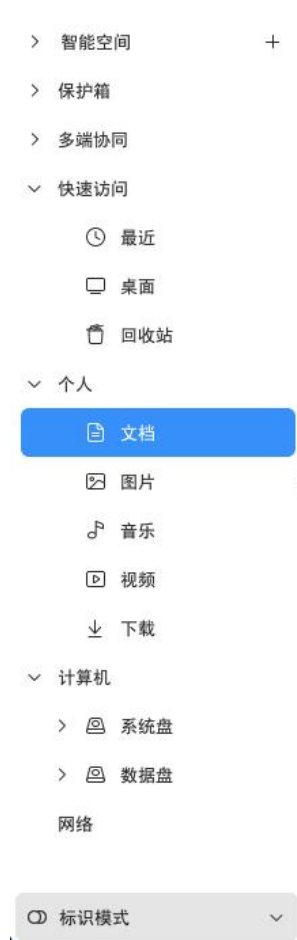 智能空间
保护箱
多端协同
快速访问
最近
桌面
回收站
个人
文档
图片
音乐
视频
下载
计算机
系统盘
数据盘
网络
标识模式